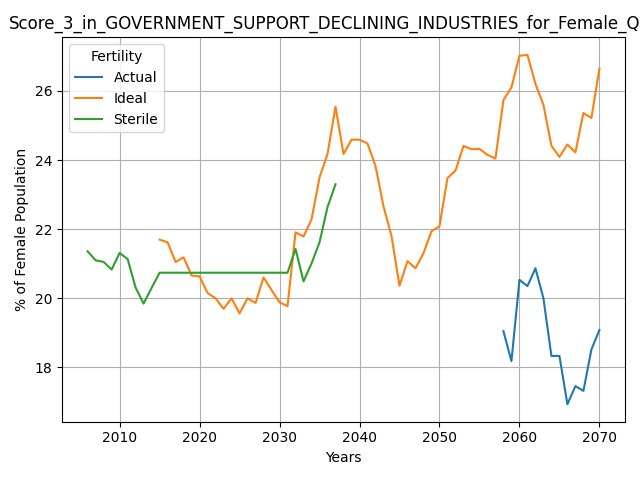 Score_3_in_GOVERNMENT_SUPPORT_DECLINING_INDUSTRIES_for_Female_Q
Fertility
Actual
Ideal
Sterile
% of Female Population
26
24
22
20
18
2010 2020 2030 2040 2050 2060 2070
Years